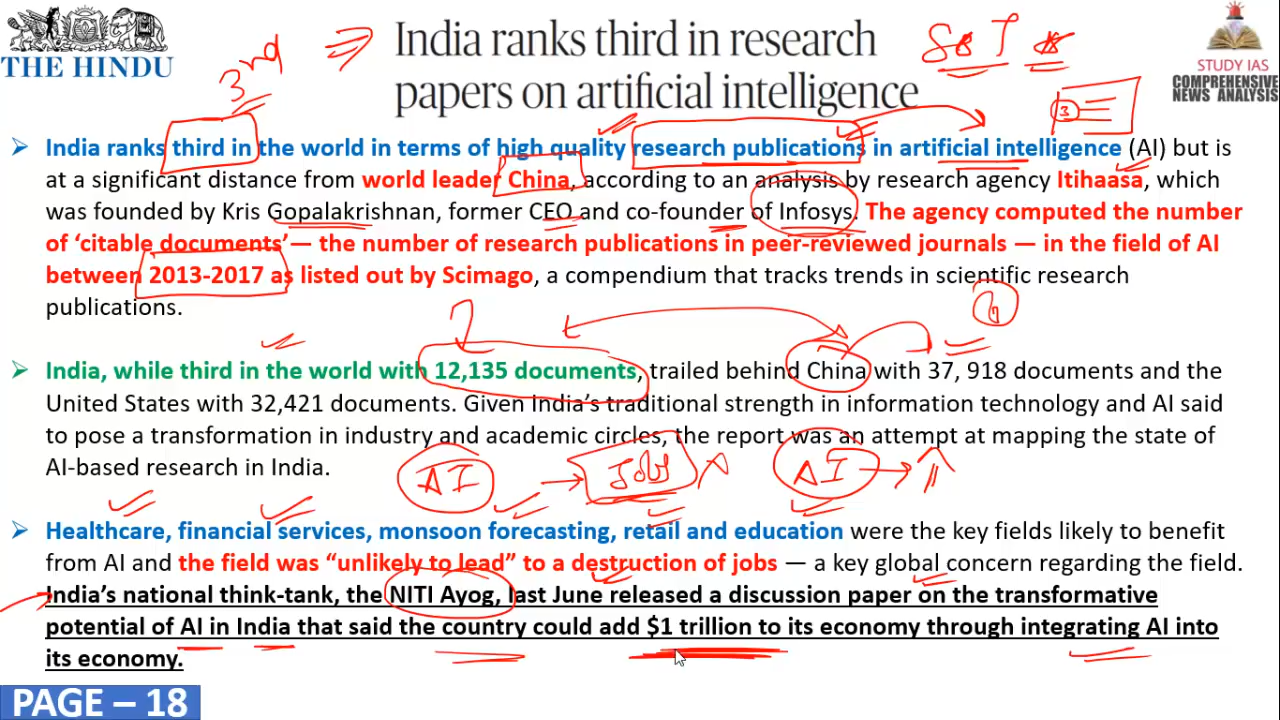 THE HINDU
3rd
India ranks third in research
papers on artificial intelligence
S&T
STUDY IAS
COMPREHENSIVE
NEWS ANALYSIS
3
India ranks third in the world in terms of high quality research publications in artificial intelligence (AI) but is
at a significant distance from world leader China, according to an analysis by research agency Itihaasa, which
was founded by Kris Gopalakrishnan, former CEO and co-founder of Infosys. The agency computed the number
of ‘citable documents’— the number of research publications in peer-reviewed journals — in the field of AI
between 2013-2017 as listed out by Scimago, a compendium that tracks trends in scientific research
publications.
India, while third in the world with 12,135 documents, trailed behind China with 37, 918 documents and the
United States with 32,421 documents. Given India’s traditional strength in information technology and AI said
to pose a transformation in industry and academic circles, the report was an attempt at mapping the state of
AI-based research in India.
AI
Jobs
AI
Healthcare, financial services, monsoon forecasting, retail and education were the key fields likely to benefit
from AI and the field was “unlikely to lead” to a destruction of jobs — a key global concern regarding the field.
India’s national think-tank, the NITI Ayog, last June released a discussion paper on the transformative
potential of AI in India that said the country could add $1 trillion to its economy through integrating AI into
its economy.
PAGE – 18